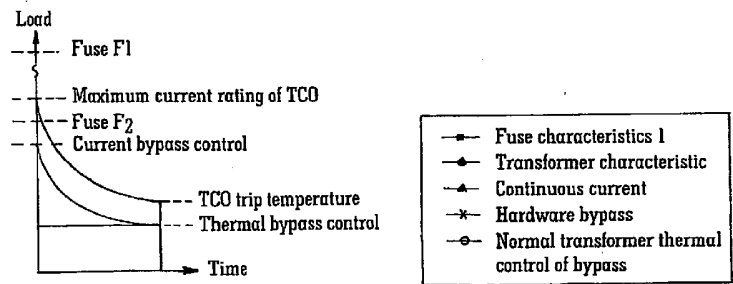 Load
Fuse F1
Maximum current rating of TCO
Fuse F2
Current bypass control
TCO trip temperature
Thermal bypass control
Time
Fuse characteristics 1
Transformer characteristic
Continuous current
Hardware bypass
Normal transformer thermal
control of bypass